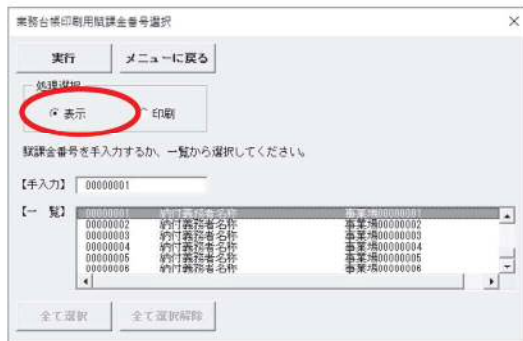 業務台帳印刷用賦課金番号選択
実行 メニューに戻る
処理選択
表示 印刷
賦課金番号を手入力するか、一覧から選択してください。
【手入力】 00000001
【一 覧】 00000001 納付義務者名称 事業場00000001
00000002 納付義務者名称 事業場00000002
00000003 納付義務者名称 事業場00000003
00000004 納付義務者名称 事業場00000004
00000005 納付義務者名称 事業場00000005
00000006 納付義務者名称 事業場00000006
全て選択 全て選択解除